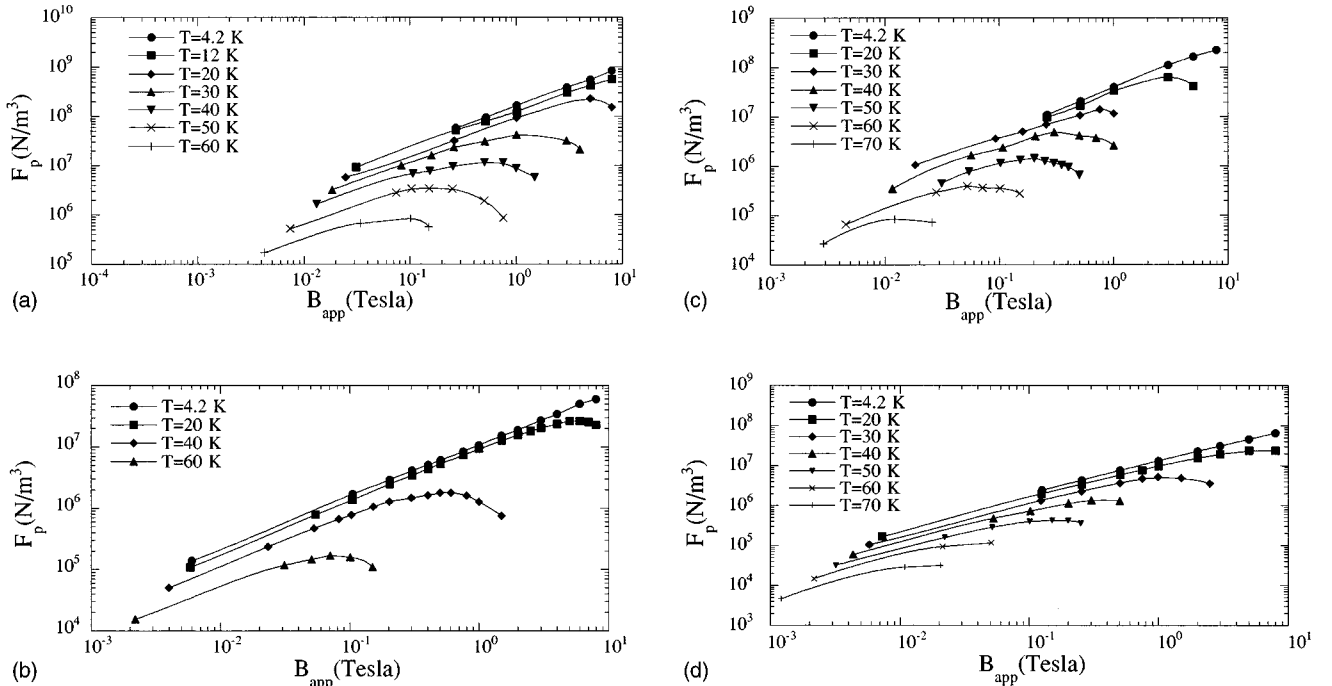 10^10
10^9
10^8
10^7
10^6
10^5
F_p (N/m^3)
T=4.2 K
T=12 K
T=20 K
T=30 K
T=40 K
T=50 K
T=60 K
10^-4
10^-3
10^-2
10^-1
10^0
10^1
B_app(Tesla)
(a)
10^9
10^8
10^7
10^6
10^5
10^4
F_p (N/m^3)
T=4.2 K
T=20 K
T=30 K
T=40 K
T=50 K
T=60 K
T=70 K
10^-3
10^-2
10^-1
10^0
10^1
B_app(Tesla)
(c)
10^8
10^7
10^6
10^5
10^4
F_p (N/m^3)
T=4.2 K
T=20 K
T=40 K
T=60 K
10^-3
10^-2
10^-1
10^0
10^1
B_app(Tesla)
(b)
10^9
10^8
10^7
10^6
10^5
10^4
10^3
F_p (N/m^3)
T=4.2 K
T=20 K
T=30 K
T=40 K
T=50 K
T=60 K
T=70 K
10^-3
10^-2
10^-1
10^0
10^1
B_app(Tesla)
(d)